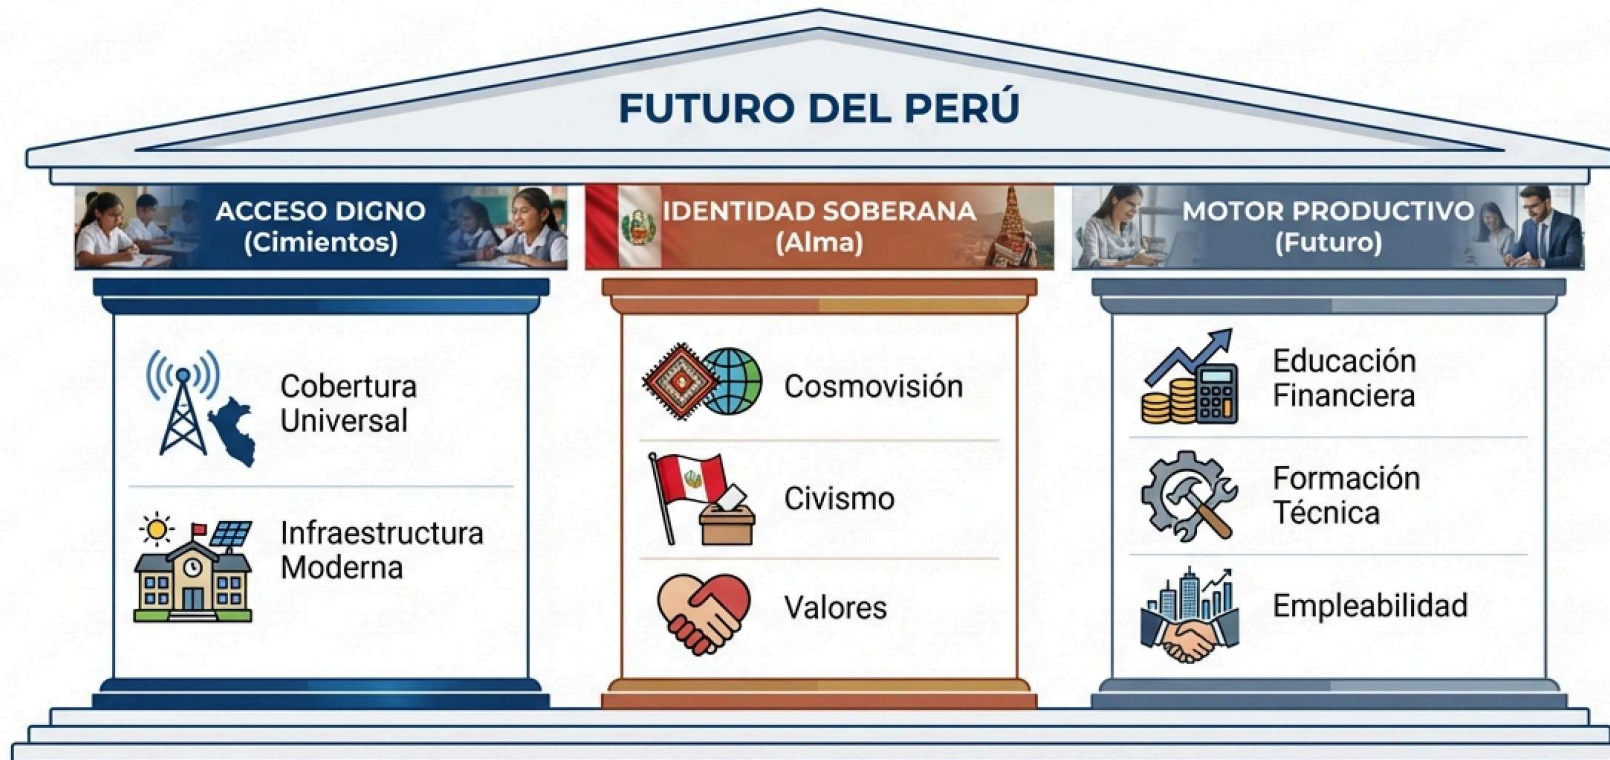 FUTURO DEL PERÚ
ACCESO DIGNO
(Cimientos)
Cobertura
Universal
Infraestructura
Moderna
IDENTIDAD SOBERANA
(Alma)
Cosmovisión
Civismo
Valores
MOTOR PRODUCTIVO
(Futuro)
Educación
Financiera
Formación
Técnica
Empleabilidad